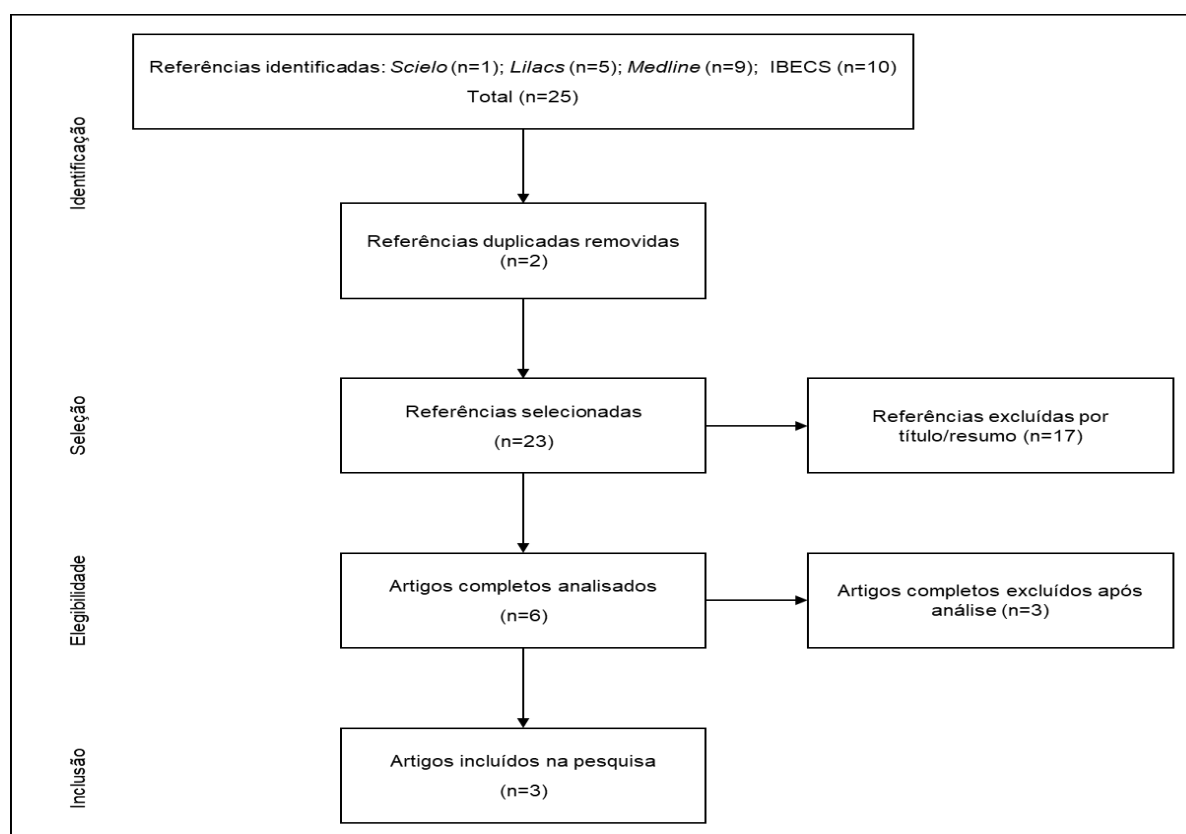 Identificação
Referências identificadas: Scielo (n=1); Lilacs (n=5); Medline (n=9); IBECS (n=10)
Total (n=25)
Referências duplicadas removidas
(n=2)
Seleção
Referências selecionadas
(n=23)
Referências excluídas por
título/resumo (n=17)
Elegibilidade
Artigos completos analisados
(n=6)
Artigos completos excluídos após
análise (n=3)
Inclusão
Artigos incluídos na pesquisa
(n=3)